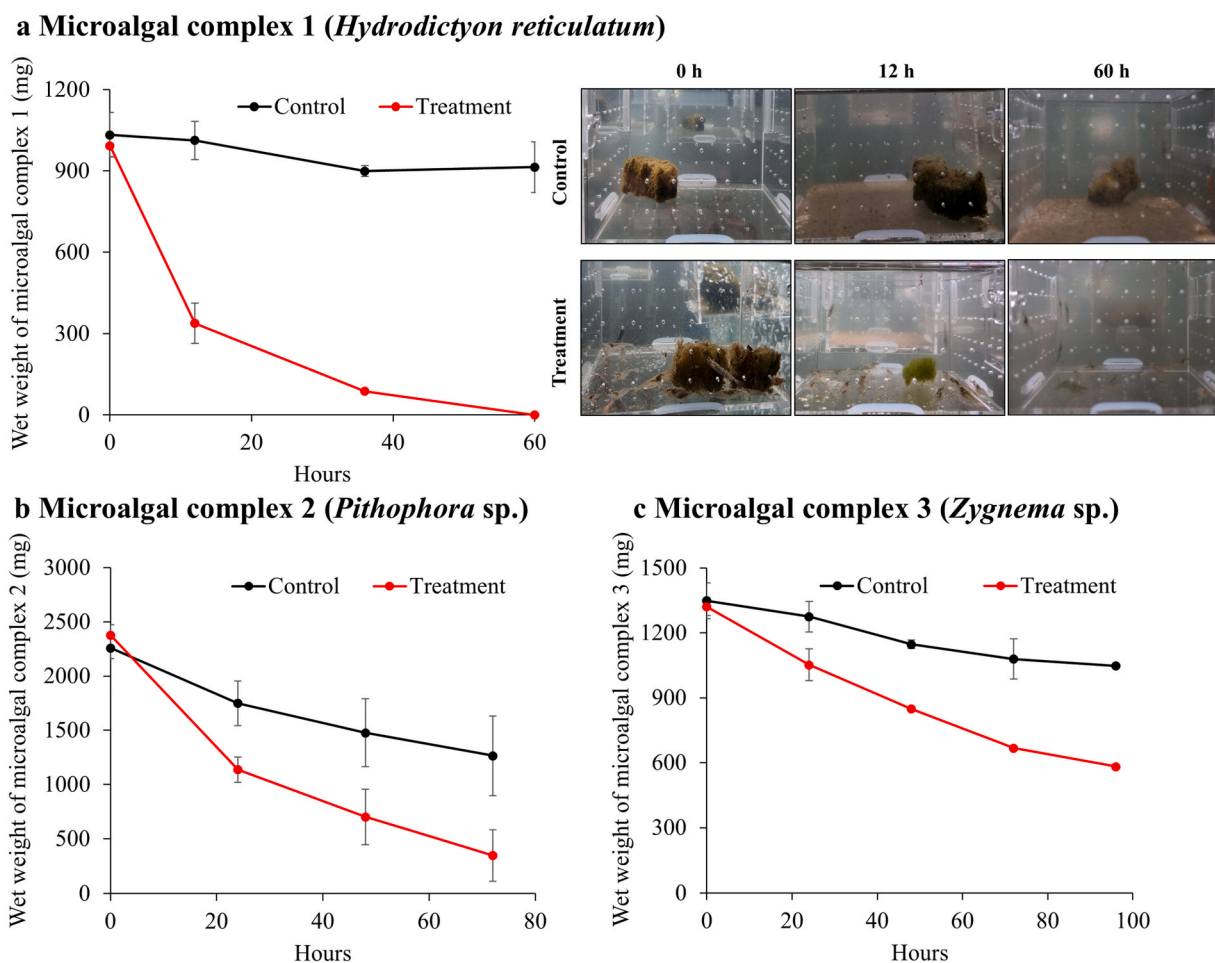 a Microalgal complex 1 (Hydrodictyon reticulatum)
Wet weight of microalgal complex 1 (mg)
1200
900
600
300
0
Control
Treatment
0
20
40
60
Hours
0 h
12 h
60 h
Control
Treatment
b Microalgal complex 2 (Pithophora sp.)
Wet weight of microalgal complex 2 (mg)
3000
2500
2000
1500
1000
500
0
Control
Treatment
0
20
40
60
80
Hours
c Microalgal complex 3 (Zygnema sp.)
Wet weight of microalgal complex 3 (mg)
1500
1200
900
600
300
0
Control
Treatment
0
20
40
60
80
100
Hours